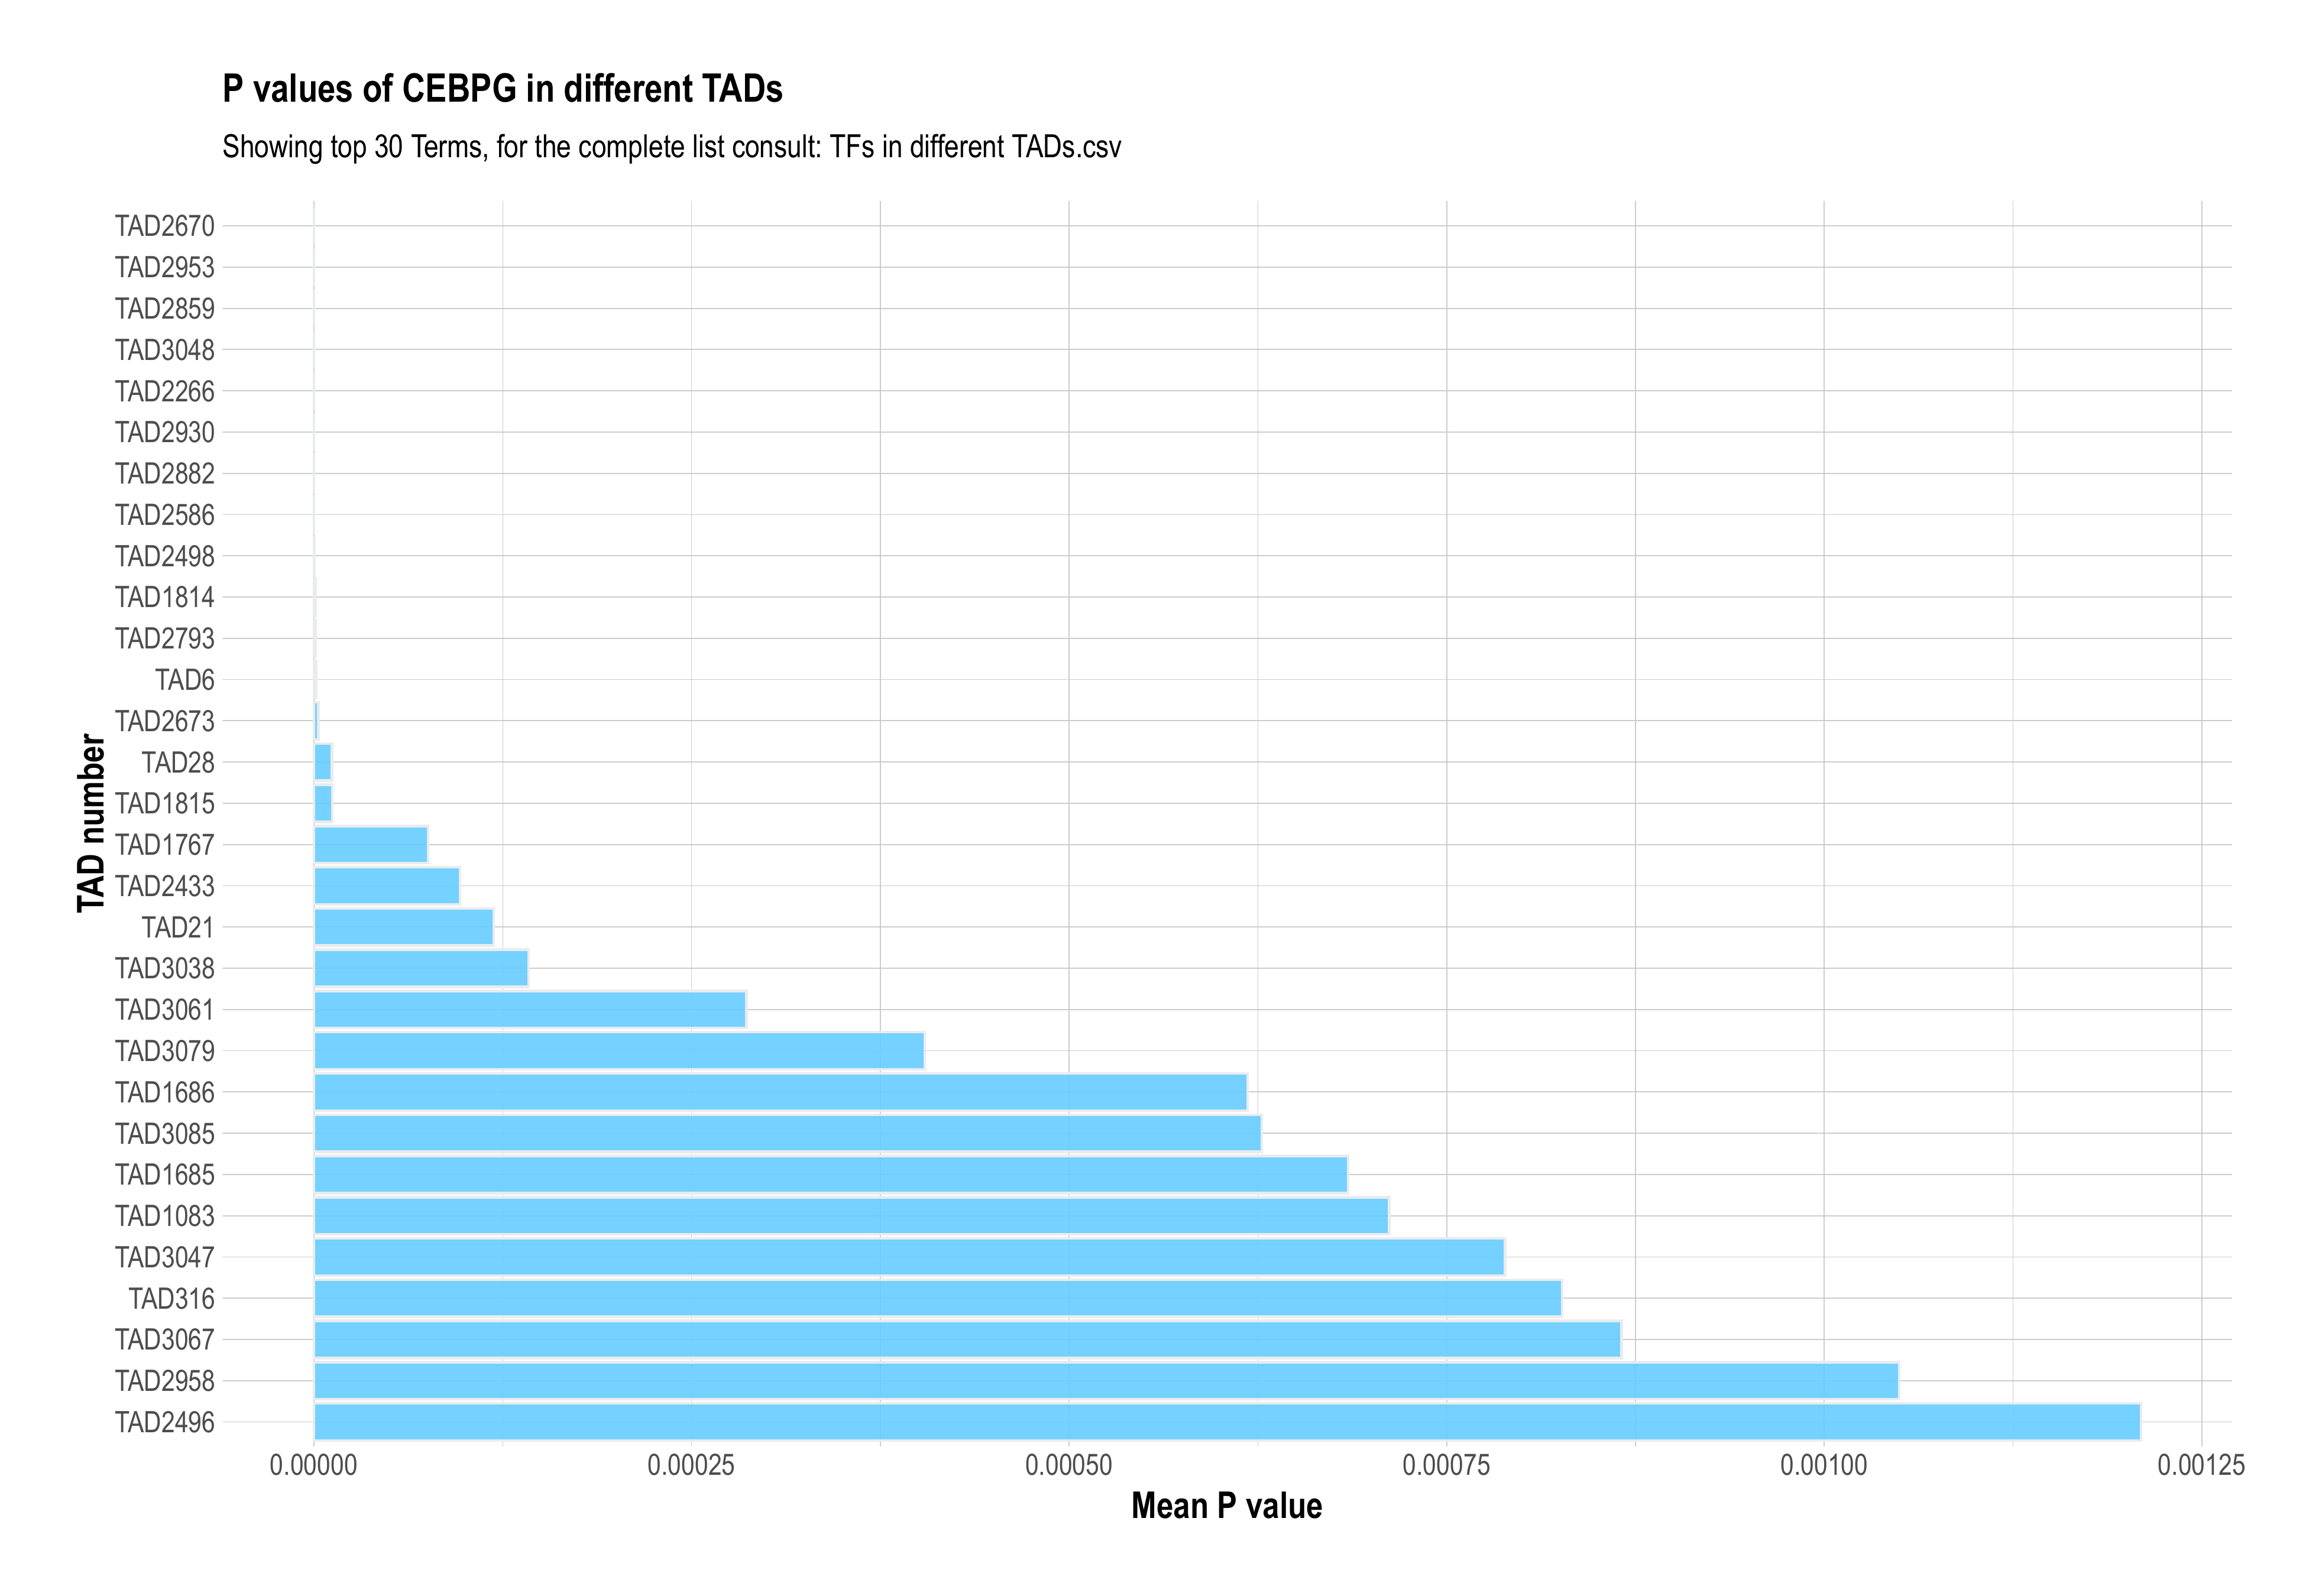 P values of CEBPG in different TADs
Showing top 30 Terms, for the complete list consult: TFs in different TADs.csv
TAD number
TAD2670
TAD2953
TAD2859
TAD3048
TAD2266
TAD2930
TAD2882
TAD2586
TAD2498
TAD1814
TAD2793
TAD6
TAD2673
TAD28
TAD1815
TAD1767
TAD2433
TAD21
TAD3038
TAD3061
TAD3079
TAD1686
TAD3085
TAD1685
TAD1083
TAD3047
TAD316
TAD3067
TAD2958
TAD2496
0.00000 0.00025 0.00050 0.00075 0.00100 0.00125
Mean P value